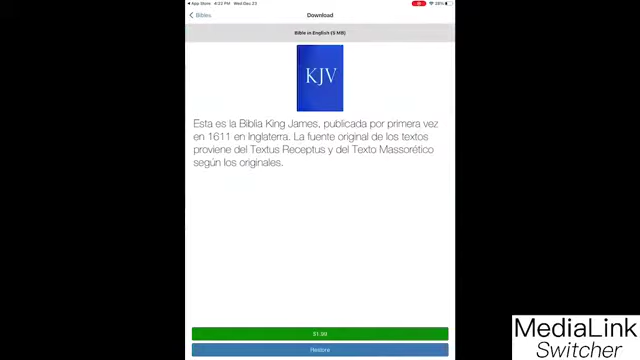 App Store 4:22 PM Wed Dec 23
28%
Bibles
Download
Bible in English (5 MB)
KJV
Esta es la Biblia King James, publicada por primera vez
en 1611 en Inglaterra. La fuente original de los textos
proviene del Textus Receptus y del Texto Massorético
según los originales.
$1.99
Restore
MediaLink
Switcher